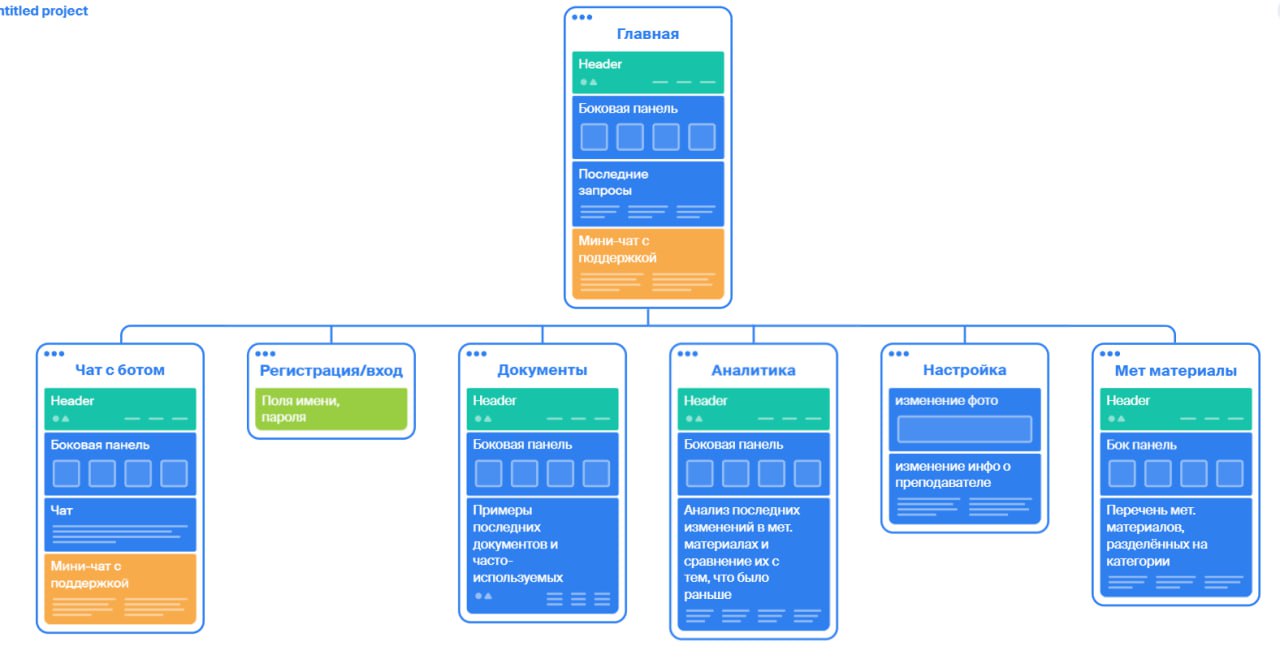 ntitled project
Главная
Header
Боковая панель
Последние
запросы
Мини-чат с
поддержкой
Чат с ботом
Header
Боковая панель
Чат
Мини-чат с
поддержкой
Регистрация/вход
Поля имени,
пароля
Документы
Header
Боковая панель
Примеры
последних
документов и
часто-
используемых
Аналитика
Header
Боковая панель
Анализ последних
изменений в мет.
материалах и
сравнение их с
тем, что было
раньше
Настройка
изменение фото
изменение инфо о
преподавателе
Мет материалы
Header
Бок панель
Перечень мет.
материалов,
разделённых на
категории